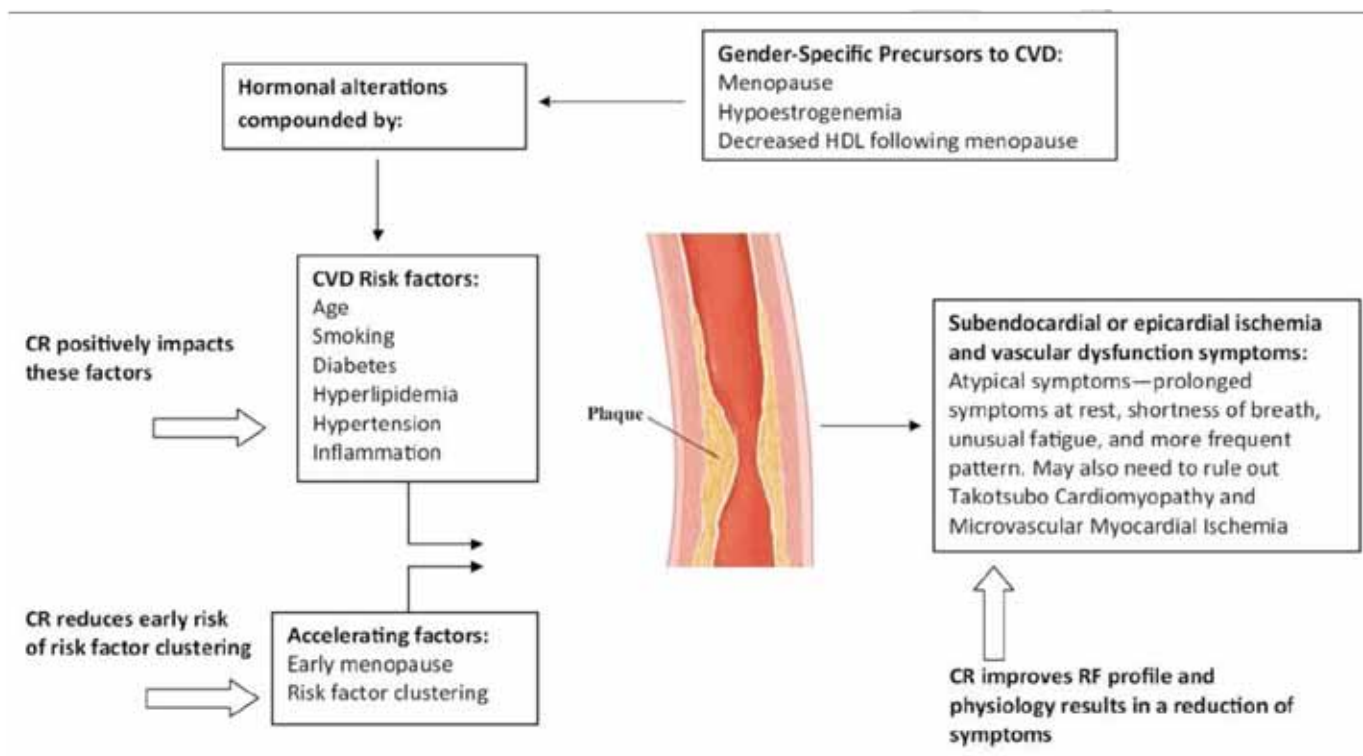 Gender-Specific Precursors to CVD:
Menopause
Hypoestrogenemia
Decreased HDL following menopause
Hormonal alterations
compounded by:
CVD Risk factors:
Age
Smoking
Diabetes
Hyperlipidemia
Hypertension
Inflammation
CR positively impacts
these factors
Plaque
Subendocardial or epicardial ischemia
and vascular dysfunction symptoms:
Atypical symptoms—prolonged
symptoms at rest, shortness of breath,
unusual fatigue, and more frequent
pattern. May also need to rule out
Takotsubo Cardiomyopathy and
Microvascular Myocardial Ischemia
CR reduces early risk
of risk factor clustering
Accelerating factors:
Early menopause
Risk factor clustering
CR improves RF profile and
physiology results in a reduction of
symptoms